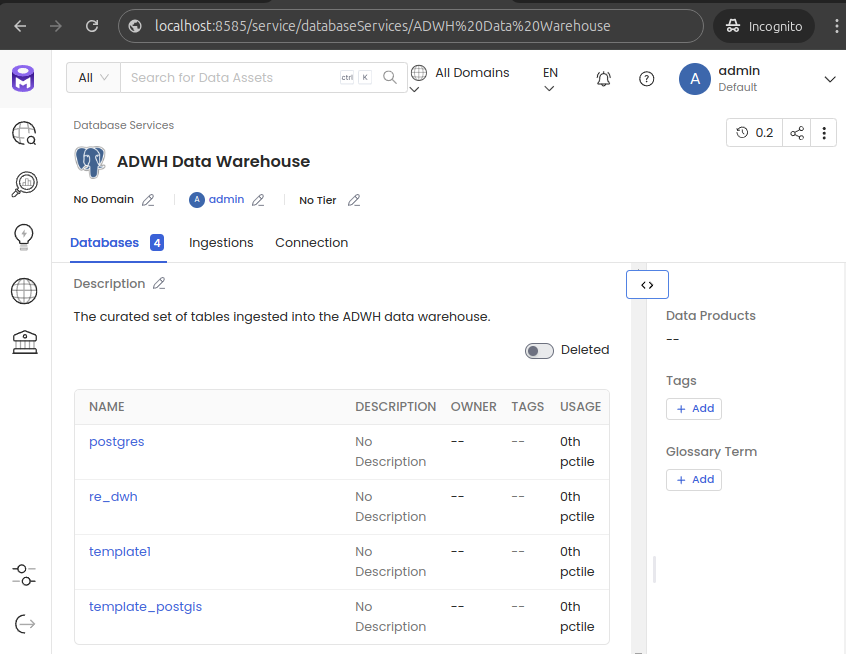 localhost:8585/service/databaseServices/ADWH%20Data%20Warehouse
Incognito
All
Search for Data Assets
ctrl K
All Domains
EN
A
admin
Default
Database Services
0.2
ADWH Data Warehouse
No Domain
A admin
No Tier
Databases 4
Ingestions
Connection
Description
The curated set of tables ingested into the ADWH data warehouse.
Deleted
NAME DESCRIPTION OWNER TAGS USAGE
postgres No Description -- -- 0th pctile
re_dwh No Description -- -- 0th pctile
template1 No Description -- -- 0th pctile
template_postgis No Description -- -- 0th pctile
Data Products
--
Tags
+ Add
Glossary Term
+ Add